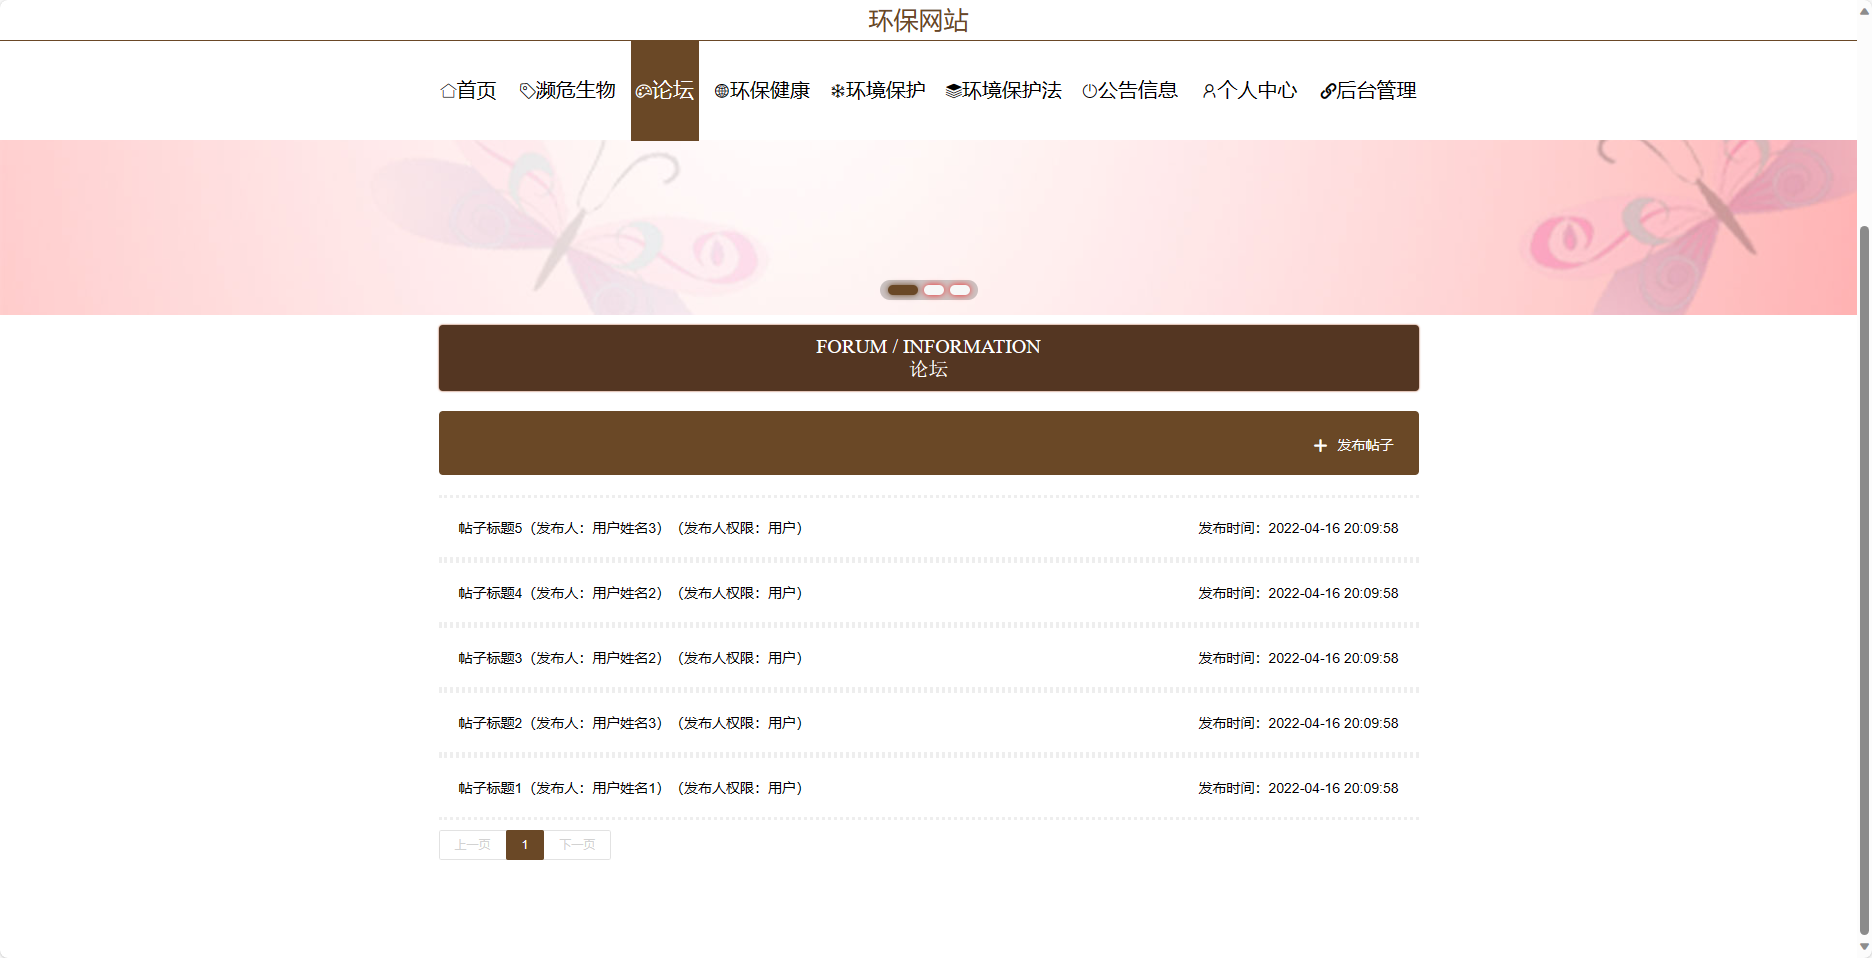 环保网站
首页 濒危生物 论坛 环保健康 环境保护 环境保护法 公告信息 个人中心 后台管理
FORUM / INFORMATION
论坛
发布帖子
帖子标题5（发布人：用户姓名3）（发布人权限：用户） 发布时间：2022-04-16 20:09:58
帖子标题4（发布人：用户姓名2）（发布人权限：用户） 发布时间：2022-04-16 20:09:58
帖子标题3（发布人：用户姓名2）（发布人权限：用户） 发布时间：2022-04-16 20:09:58
帖子标题2（发布人：用户姓名3）（发布人权限：用户） 发布时间：2022-04-16 20:09:58
帖子标题1（发布人：用户姓名1）（发布人权限：用户） 发布时间：2022-04-16 20:09:58
上一页 1 下一页